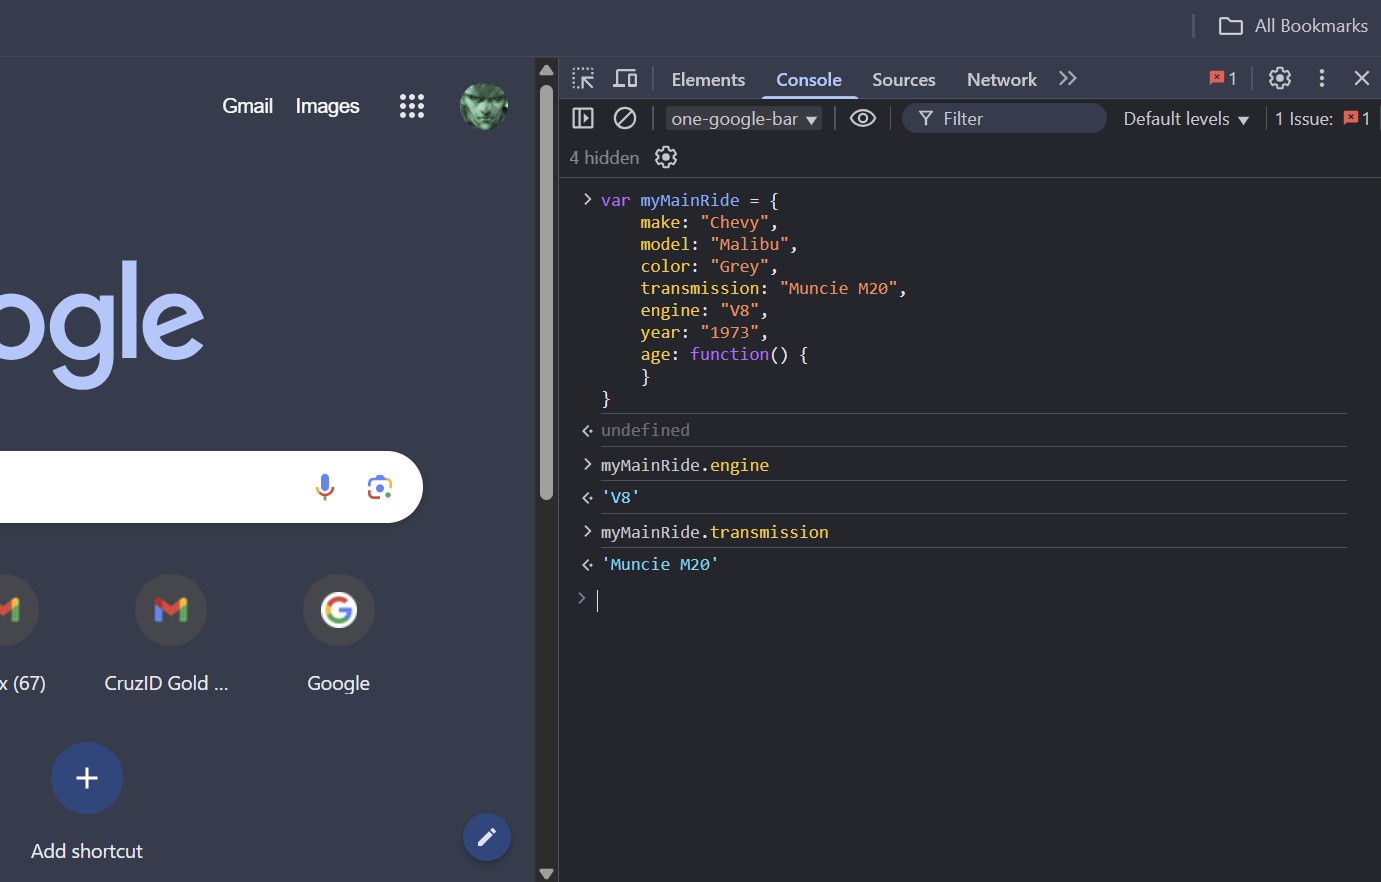 All Bookmarks
Gmail Images
Elements Console Sources Network 1
one-google-bar Filter Default levels 1 Issue: 1
4 hidden
var myMainRide = {
make: "Chevy",
model: "Malibu",
color: "Grey",
transmission: "Muncie M20",
engine: "V8",
year: "1973",
age: function() {
}
}
undefined
myMainRide.engine
'V8'
myMainRide.transmission
'Muncie M20'
ogle
x (67) CruzID Gold ... Google
Add shortcut